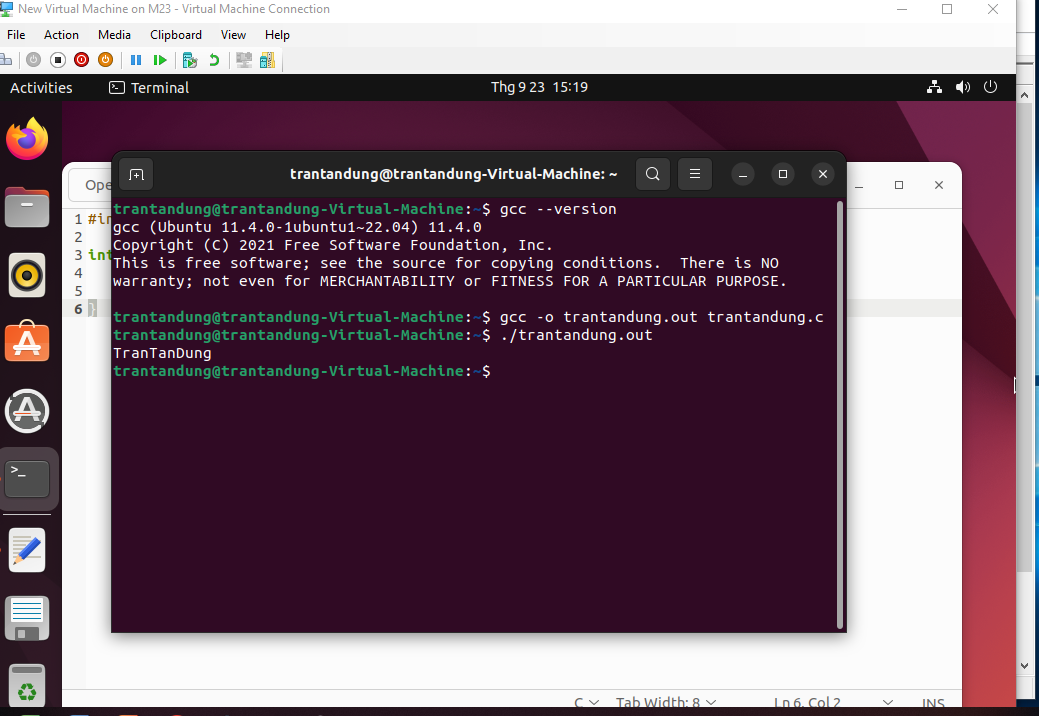 New Virtual Machine on M23 - Virtual Machine Connection
File Action Media Clipboard View Help
Activities Terminal Thg 9 23 15:19
trantandung@trantandung-Virtual-Machine: ~
Ope
1 #in
2
3 int
4
5
6 }
trantandung@trantandung-Virtual-Machine:~$ gcc --version
gcc (Ubuntu 11.4.0-1ubuntu1~22.04) 11.4.0
Copyright (C) 2021 Free Software Foundation, Inc.
This is free software; see the source for copying conditions.  There is NO
warranty; not even for MERCHANTABILITY or FITNESS FOR A PARTICULAR PURPOSE.
trantandung@trantandung-Virtual-Machine:~$ gcc -o trantandung.out trantandung.c
trantandung@trantandung-Virtual-Machine:~$ ./trantandung.out
TranTanDung
trantandung@trantandung-Virtual-Machine:~$
C Tab Width: 8 Ln 6, Col 2 INS